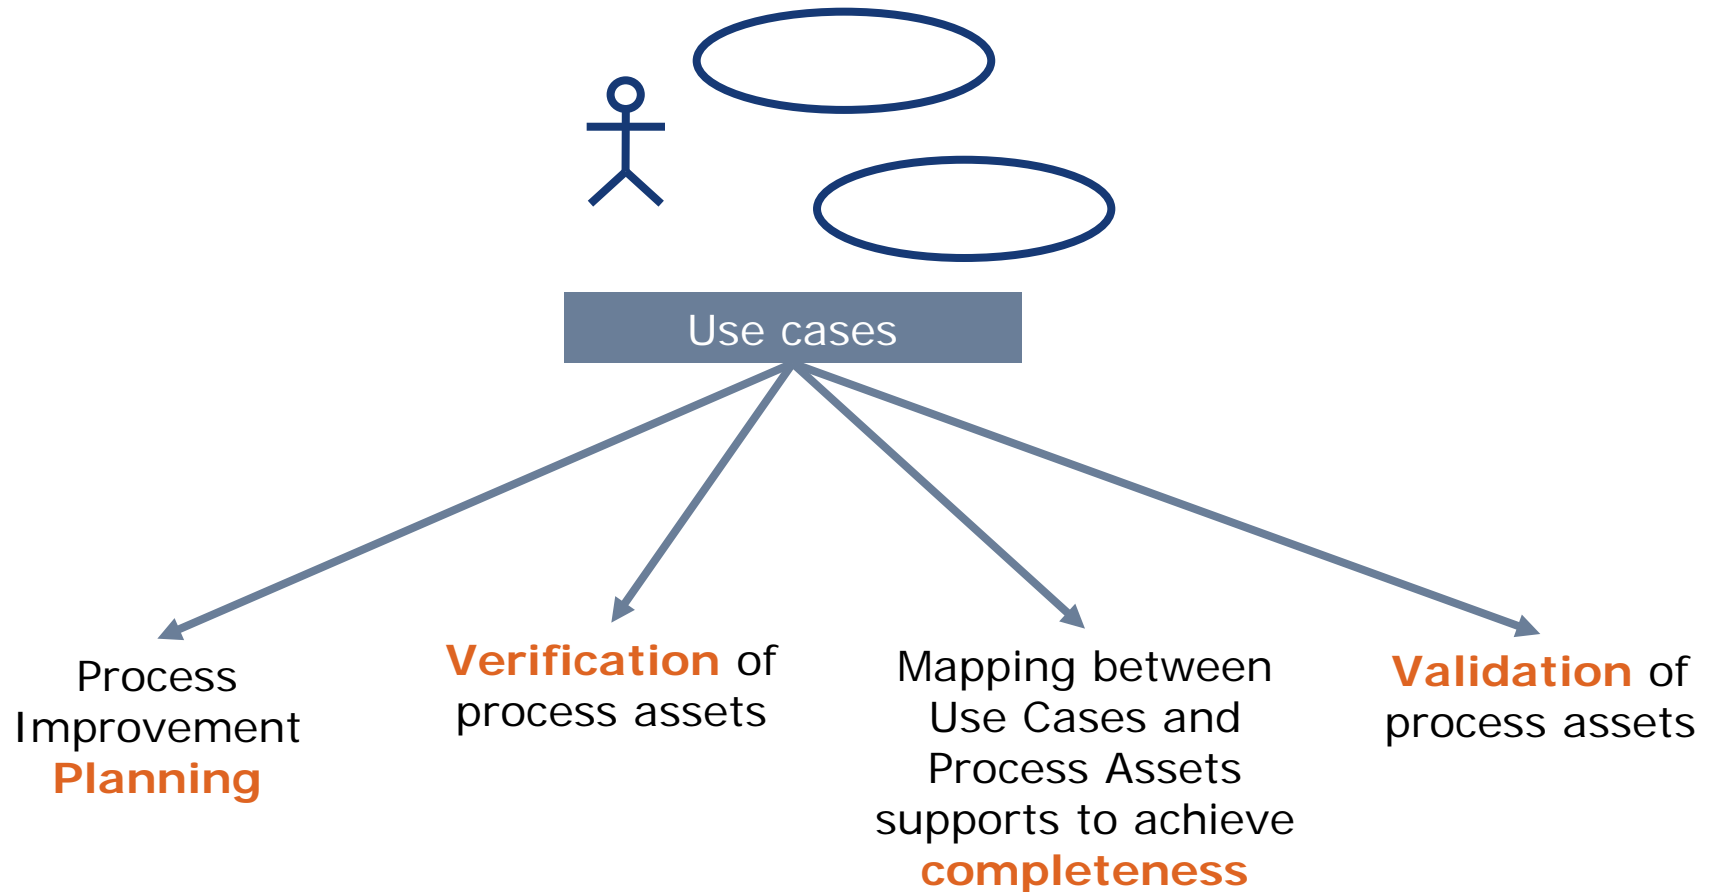 Use cases
Process
Improvement
Planning
Verification of
process assets
Mapping between
Use Cases and
Process Assets
supports to achieve
completeness
Validation of
process assets